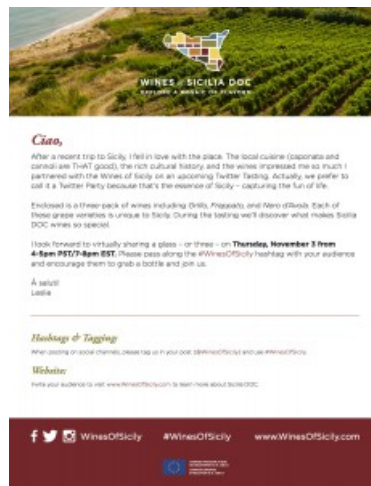 WINES OF SICILIA DOC
Ciao,
After a recent trip to Sicily, I fell in love with the place. The local cuisine (caponata and
cannoli are THAT good), the rich cultural history, and the wines impressed me so much I
partnered with the Wines of Sicily on an upcoming Twitter Tasting. Actually, we prefer to
call it a Twitter Party because that's the essence of Sicily – capturing the fun of life.
Enclosed is a three-pack of wines including Grillo, Frappato, and Nero d'Avola. Each of
these grape varieties is unique to Sicily. During the tasting we'll discover what makes Sicilia
DOC wines so special.
I look forward to virtually sharing a glass – or three – on Thursday, November 3 from
4-5pm PST/7-8pm EST. Please pass along the #WinesOfSicily hashtag with your audience
and encourage them to grab a bottle and join us.
À salute!
Leslie
Hashtags & Tagging:
When posting on social channels, please tag us in your post (@WinesOfSicily) and use #WinesOfSicily.
Website:
Invite your audience to visit www.WinesOfSicily.com to learn more about Sicilia DOC.
WinesOfSicily #WinesOfSicily www.WinesOfSicily.com